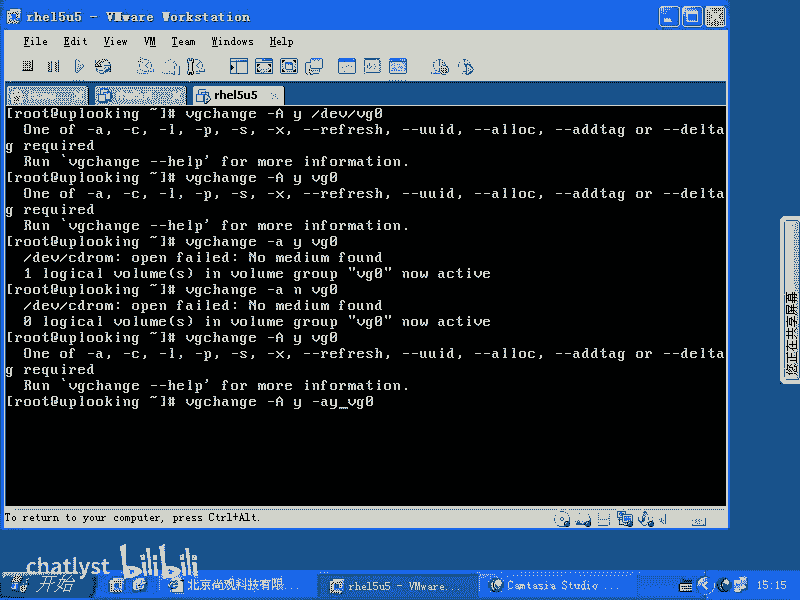 rhel5u5 - VMware Workstation
File Edit View VM Team Windows Help
rhel5u5
[root@uplooking ~]# vgchange -A y /dev/vg0
One of -a, -c, -l, -p, -s, -x, --refresh, --uuid, --alloc, --addtag or --delta
g required
Run `vgchange --help' for more information.
[root@uplooking ~]# vgchange -A y vg0
One of -a, -c, -l, -p, -s, -x, --refresh, --uuid, --alloc, --addtag or --delta
g required
Run `vgchange --help' for more information.
[root@uplooking ~]# vgchange -a y vg0
/dev/cdrom: open failed: No medium found
1 logical volume(s) in volume group "vg0" now active
[root@uplooking ~]# vgchange -a n vg0
/dev/cdrom: open failed: No medium found
0 logical volume(s) in volume group "vg0" now active
[root@uplooking ~]# vgchange -A y vg0
One of -a, -c, -l, -p, -s, -x, --refresh, --uuid, --alloc, --addtag or --delta
g required
Run `vgchange --help' for more information.
[root@uplooking ~]# vgchange -A y -ay_vg0
您正在共享屏幕
To return to your computer, press Ctrl+Alt.
chatlyst bilibili
开始 北京尚观科技有限... rhel5u5 - VMware... Camtasia Studio ... 15:15